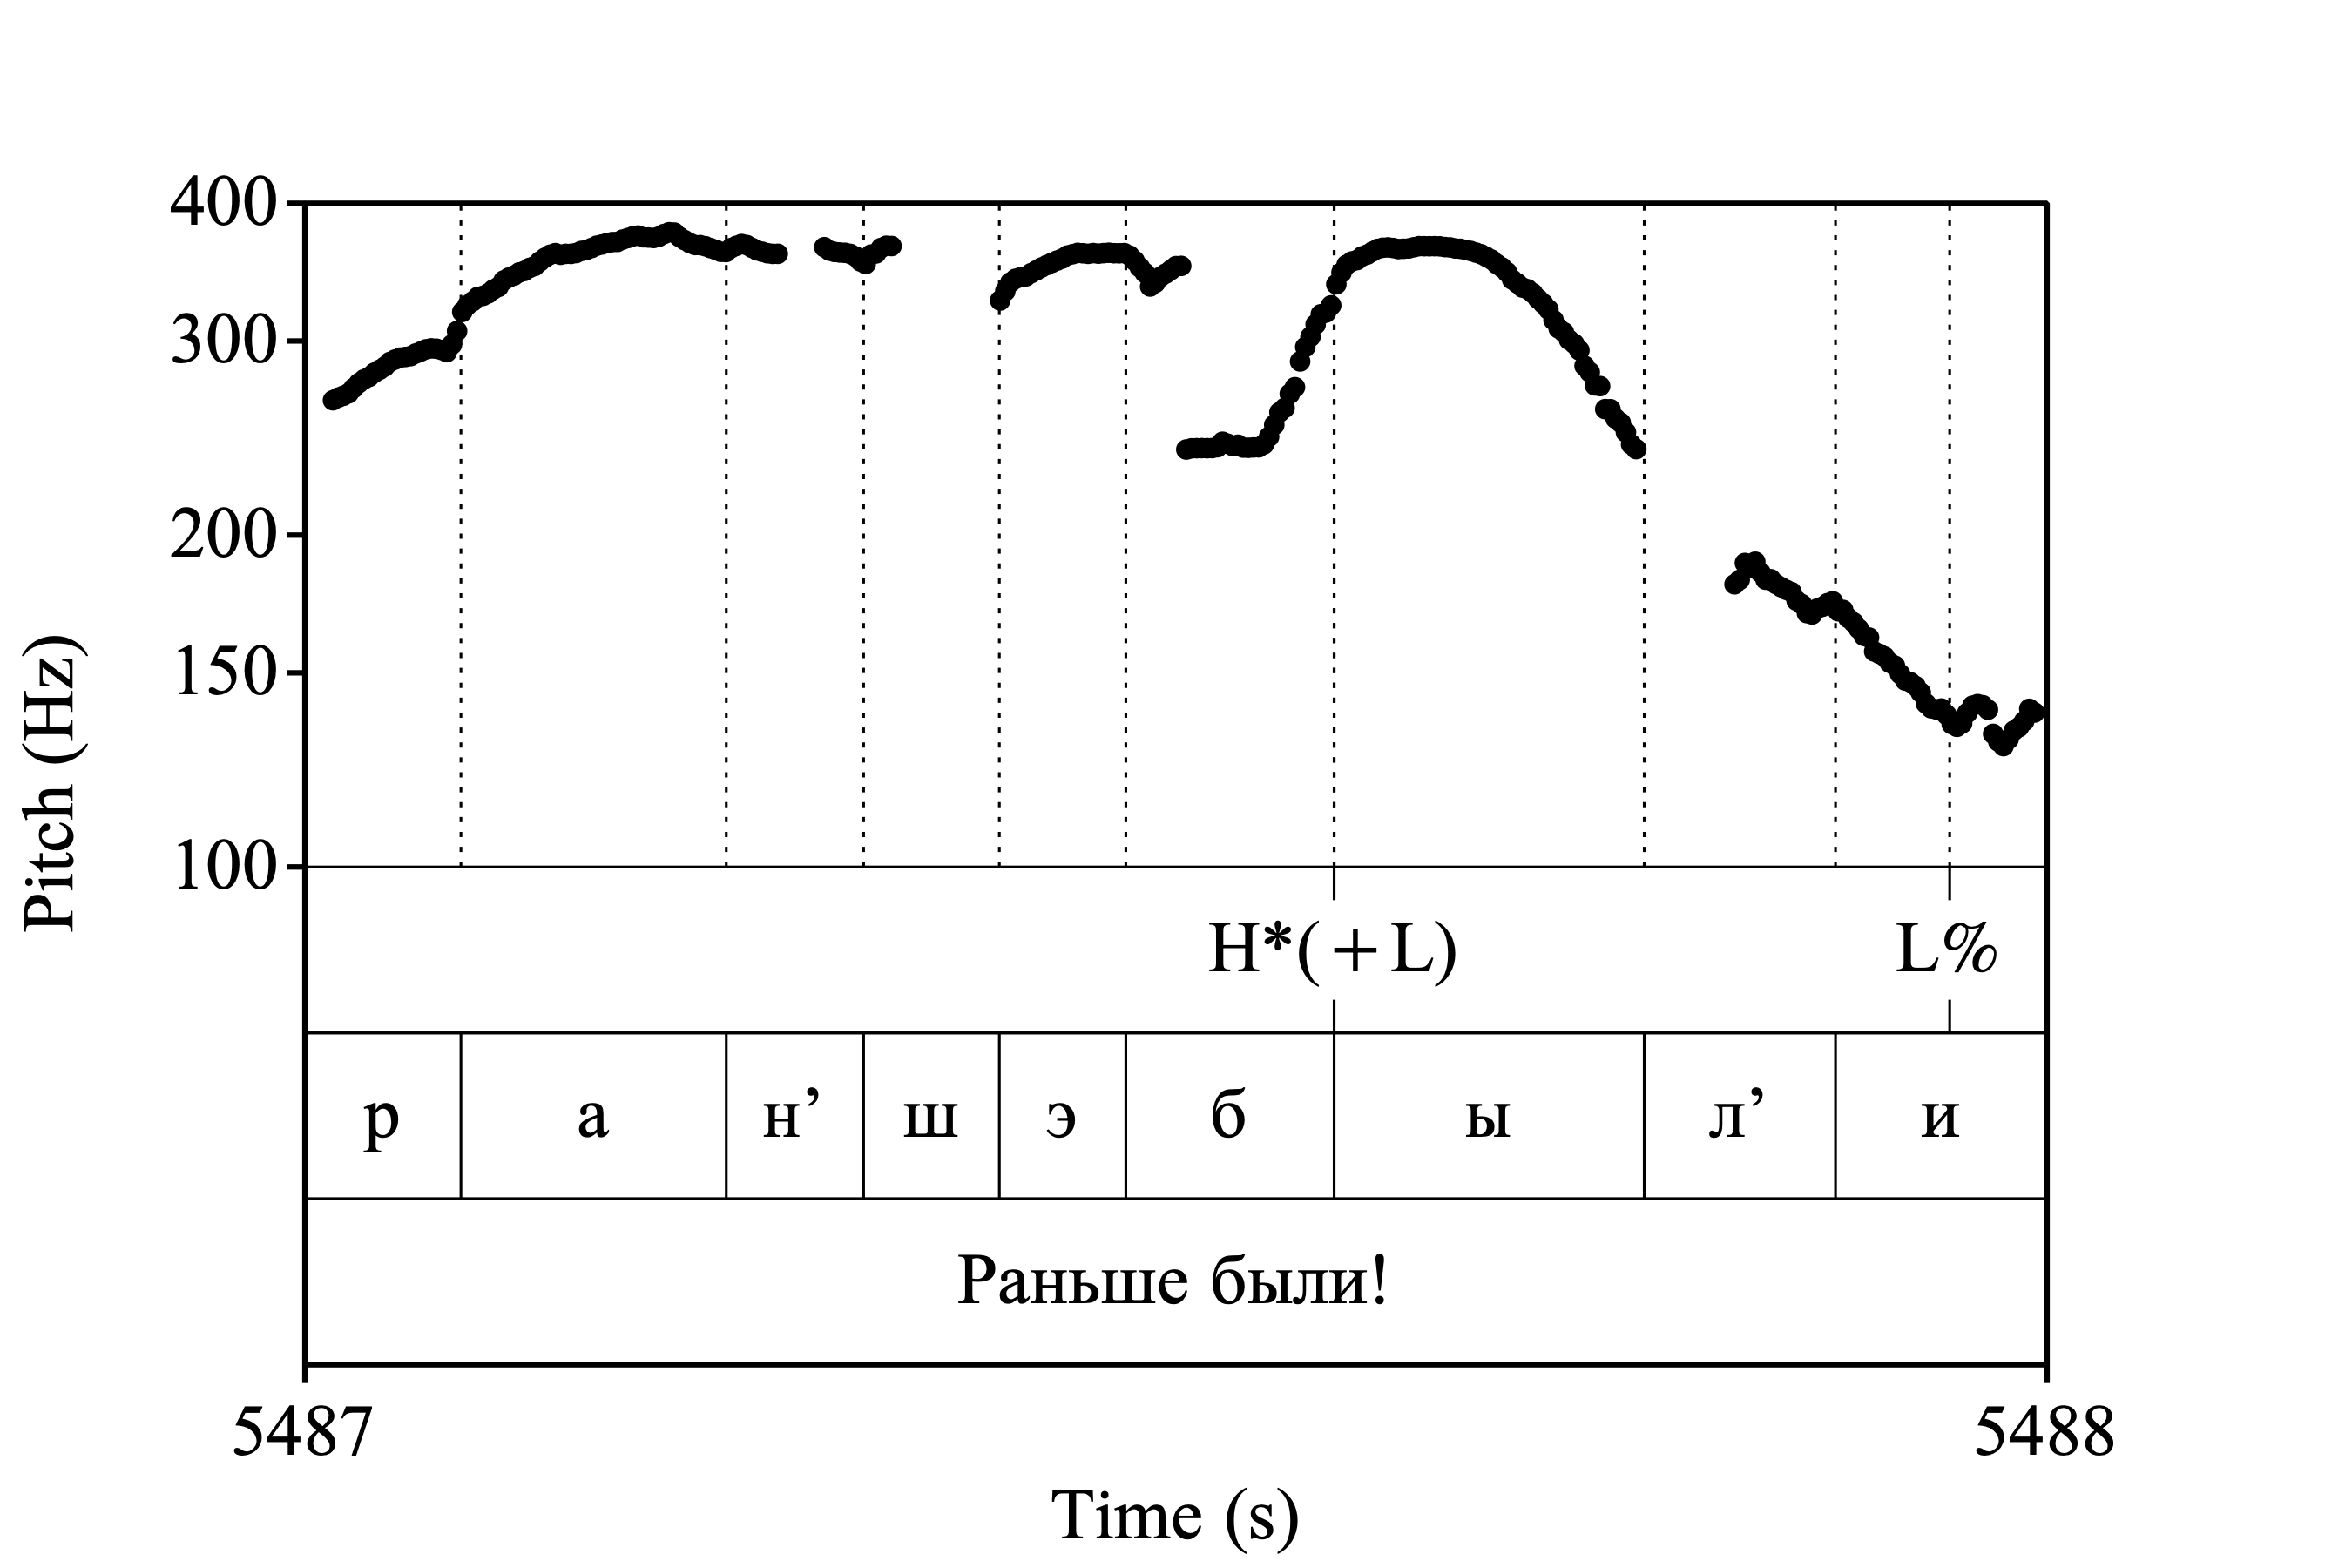 400
300
200
150
100
Pitch (Hz)
H*(+L) L%
р а н’ ш э б ы л’ и
Раньше были!
5487 5488
Time (s)